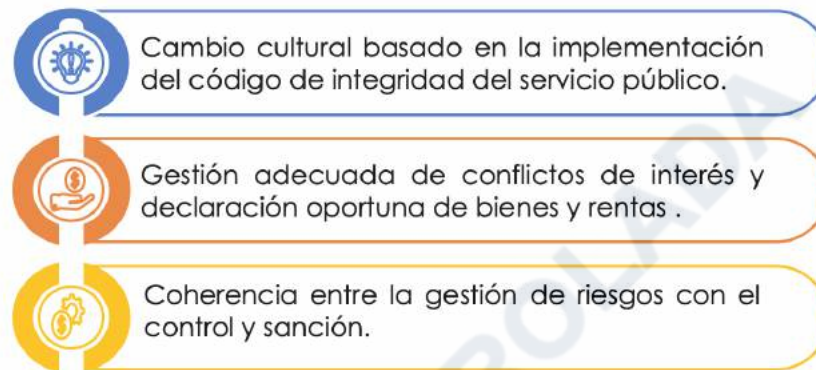 Cambio cultural basado en la implementación
del código de integridad del servicio público.
Gestión adecuada de conflictos de interés y
declaración oportuna de bienes y rentas .
Coherencia entre la gestión de riesgos con el
control y sanción.